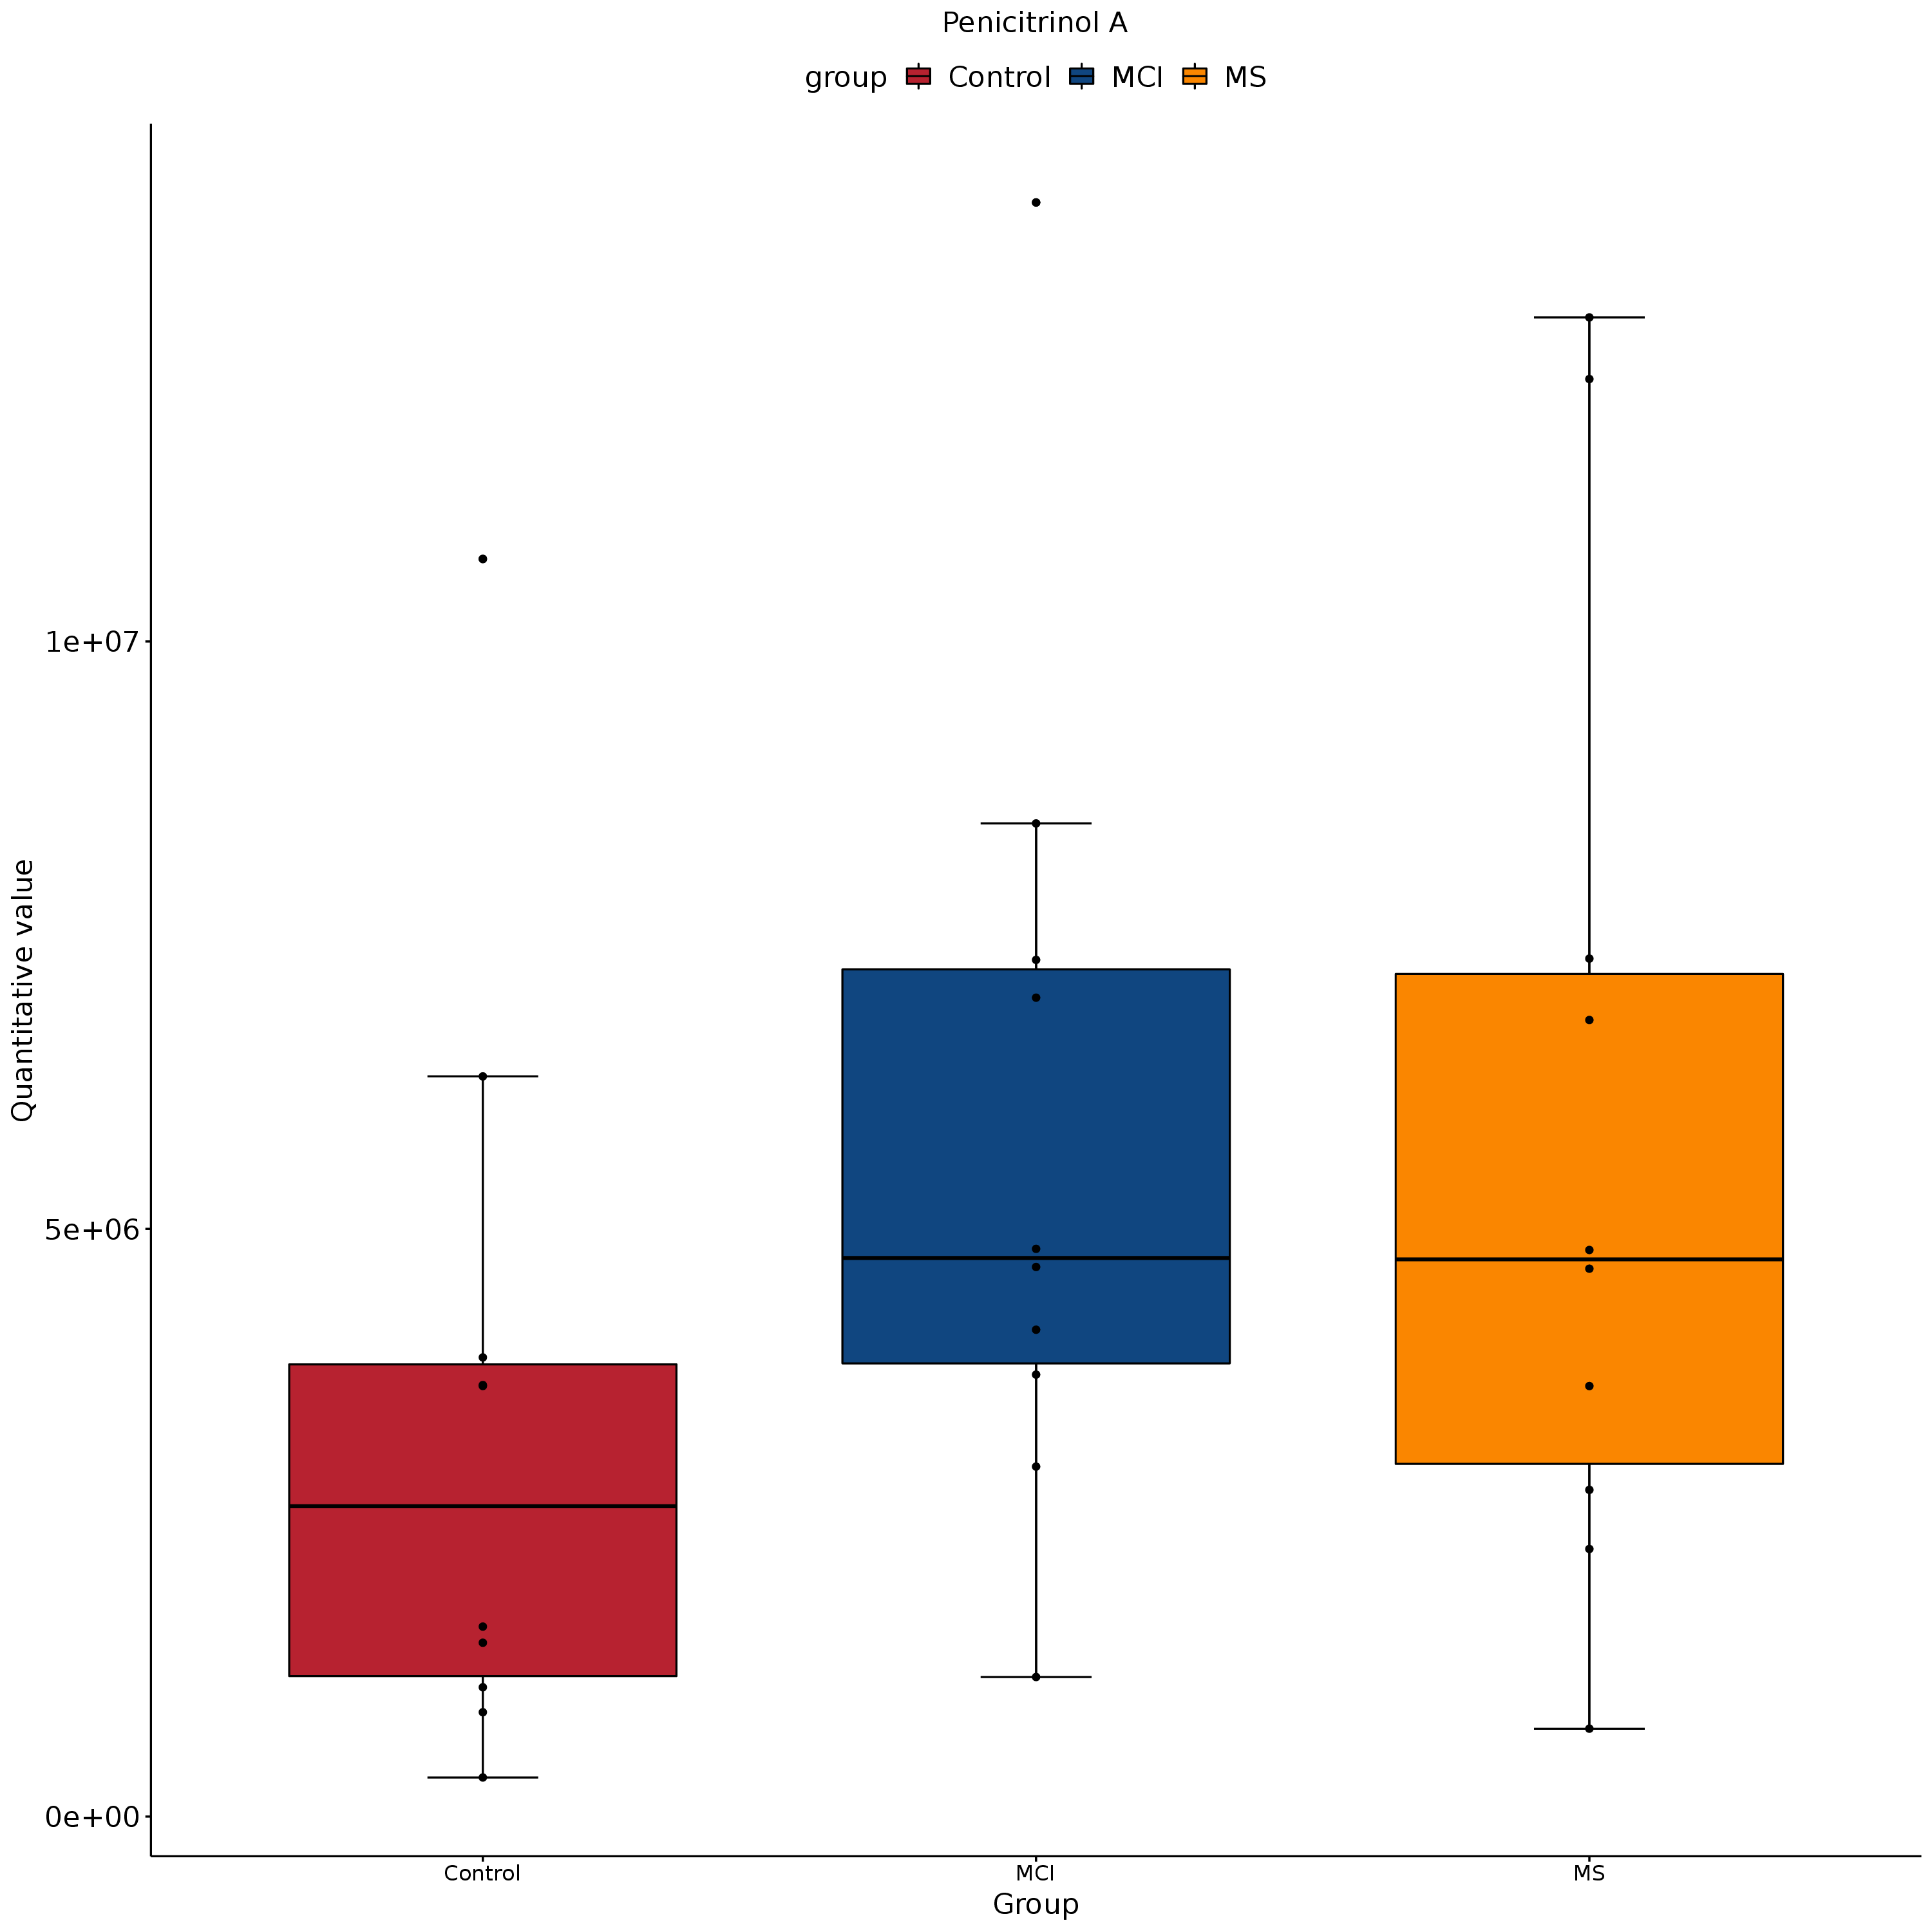 Penicitrinol A
group Control MCI MS
Quantitative value
1e+07
5e+06
0e+00
Control MCI MS
Group